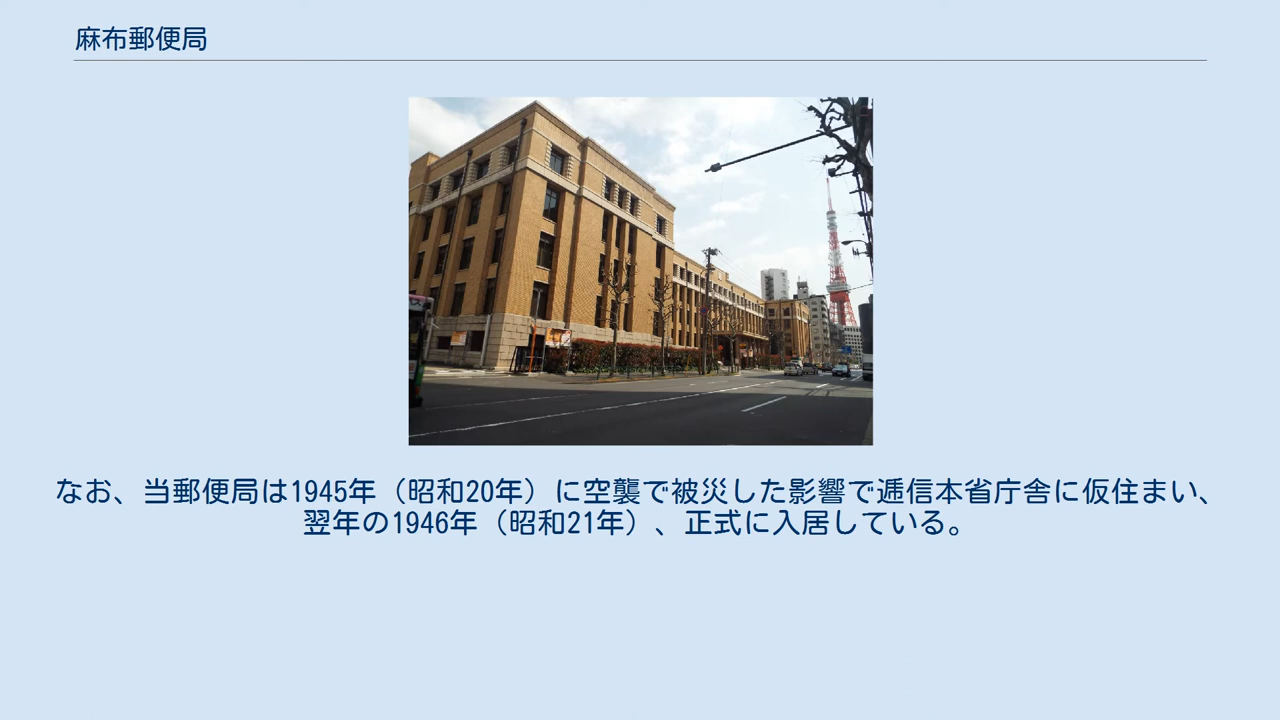 麻布郵便局
なお、当郵便局は1945年（昭和20年）に空襲で被災した影響で逓信本省庁舎に仮住まい、
翌年の1946年（昭和21年）、正式に入居している。